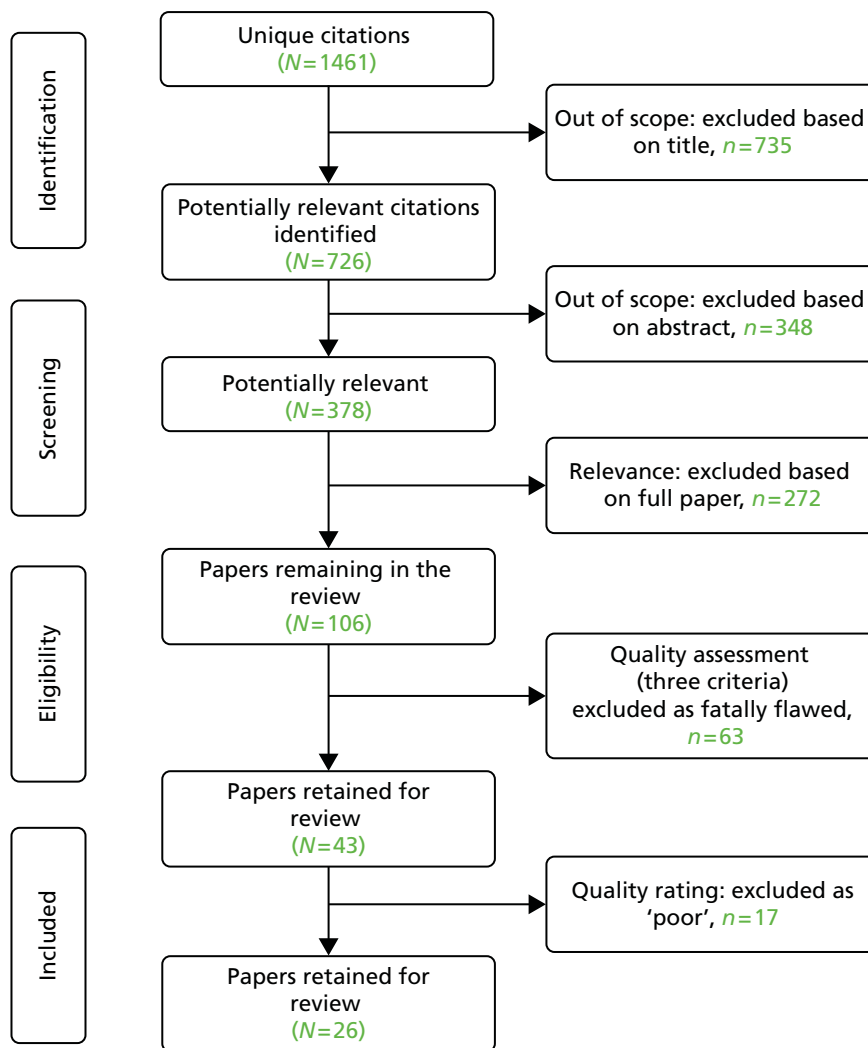 Identification
Unique citations
(N=1461)
Out of scope: excluded based
on title, n=735
Potentially relevant citations
identified
(N=726)
Screening
Out of scope: excluded based
on abstract, n=348
Potentially relevant
(N=378)
Relevance: excluded based
on full paper, n=272
Eligibility
Papers remaining in the
review
(N=106)
Quality assessment
(three criteria)
excluded as fatally flawed,
n=63
Papers retained for
review
(N=43)
Included
Quality rating: excluded as
‘poor’, n=17
Papers retained for
review
(N=26)